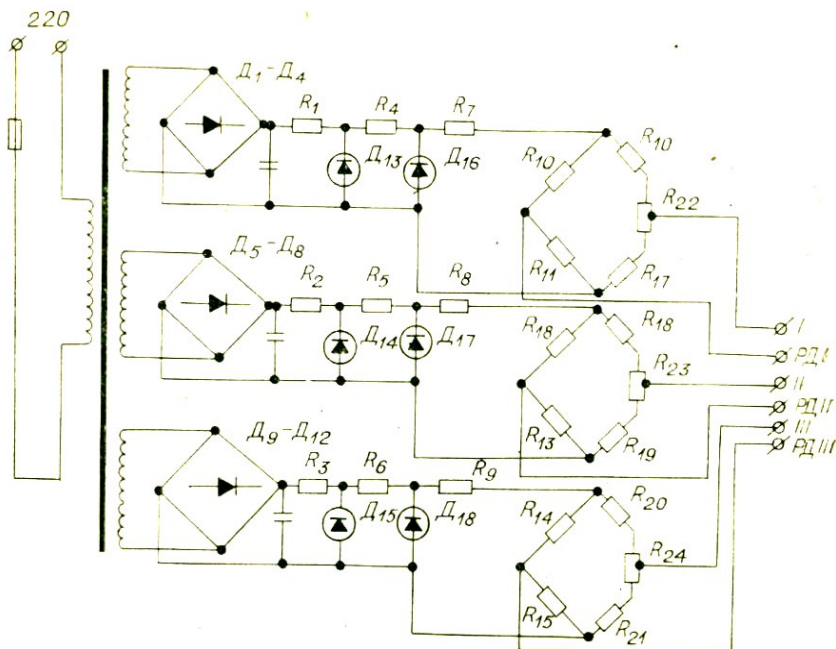 220
Д1-Д4
R1
R4
R7
Д13
Д16
R10
R10
R22
R11
R17
Д5-Д8
R2
R5
R8
Д14
Д17
R18
R18
R23
R13
R19
Д9-Д12
R3
R6
R9
Д15
Д18
R14
R20
R24
R15
R21
I
РД I
II
РД II
III
РД III